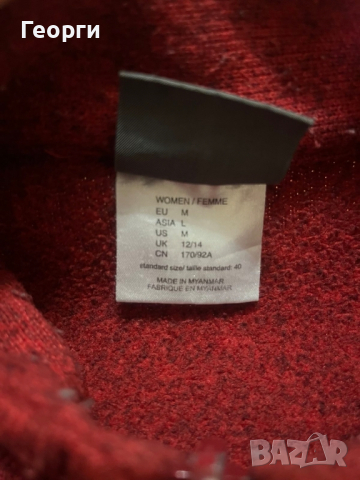 Георги
WOMEN / FEMME
EU M
ASIA L
US M
UK 12/14
CN 170/92A
standard size/ taille standard: 40
MADE IN MYANMAR
FABRIQUE EN MYINMAR
BAZAR